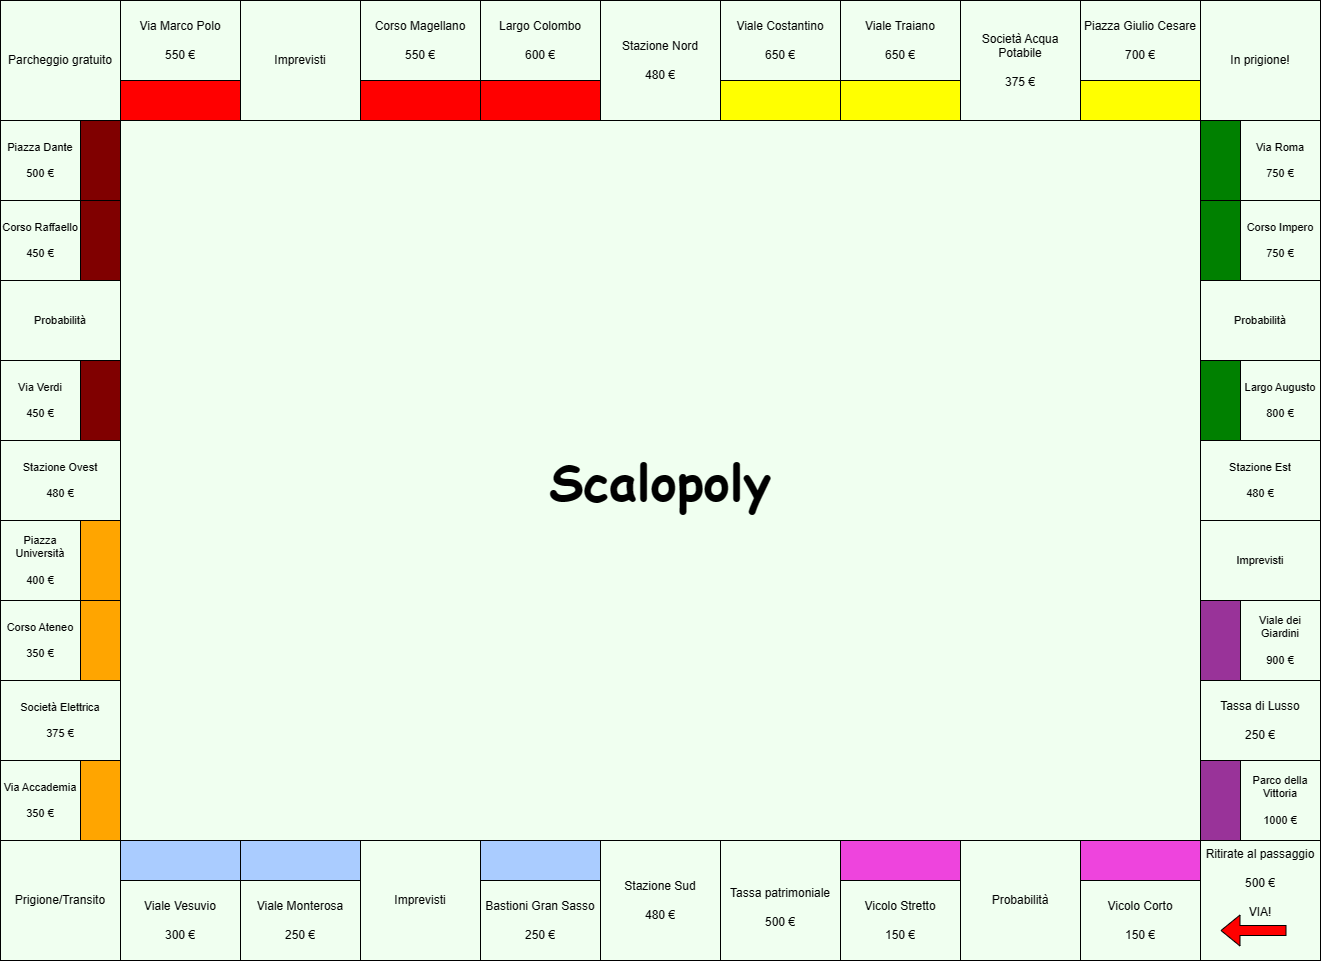 Parcheggio gratuito
Via Marco Polo
550 €
Imprevisti
Corso Magellano
550 €
Largo Colombo
600 €
Stazione Nord
480 €
Viale Costantino
650 €
Viale Traiano
650 €
Società Acqua
Potabile
375 €
Piazza Giulio Cesare
700 €
In prigione!
Piazza Dante
500 €
Corso Raffaello
450 €
Probabilità
Via Verdi
450 €
Stazione Ovest
480 €
Piazza
Università
400 €
Corso Ateneo
350 €
Società Elettrica
375 €
Via Accademia
350 €
Scalopoly
Via Roma
750 €
Corso Impero
750 €
Probabilità
Largo Augusto
800 €
Stazione Est
480 €
Imprevisti
Viale dei
Giardini
900 €
Tassa di Lusso
250 €
Parco della
Vittoria
1000 €
Prigione/Transito
Viale Vesuvio
300 €
Viale Monterosa
250 €
Imprevisti
Bastioni Gran Sasso
250 €
Stazione Sud
480 €
Tassa patrimoniale
500 €
Vicolo Stretto
150 €
Probabilità
Vicolo Corto
150 €
Ritirate al passaggio
500 €
VIA!